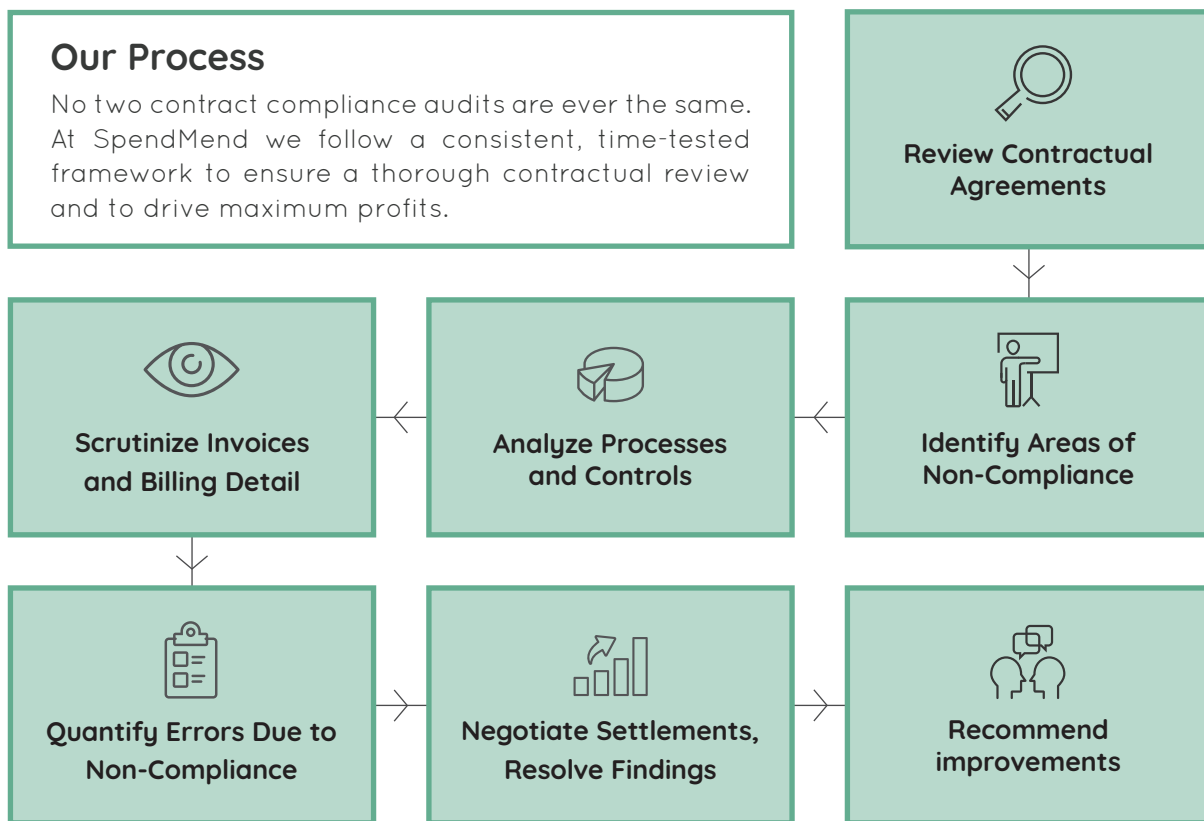 Our Process
No two contract compliance audits are ever the same.
At SpendMend we follow a consistent, time-tested
framework to ensure a thorough contractual review
and to drive maximum profits.
Review Contractual
Agreements
Identify Areas of
Non-Compliance
Analyze Processes
and Controls
Scrutinize Invoices
and Billing Detail
Quantify Errors Due to
Non-Compliance
Negotiate Settlements,
Resolve Findings
Recommend
improvements